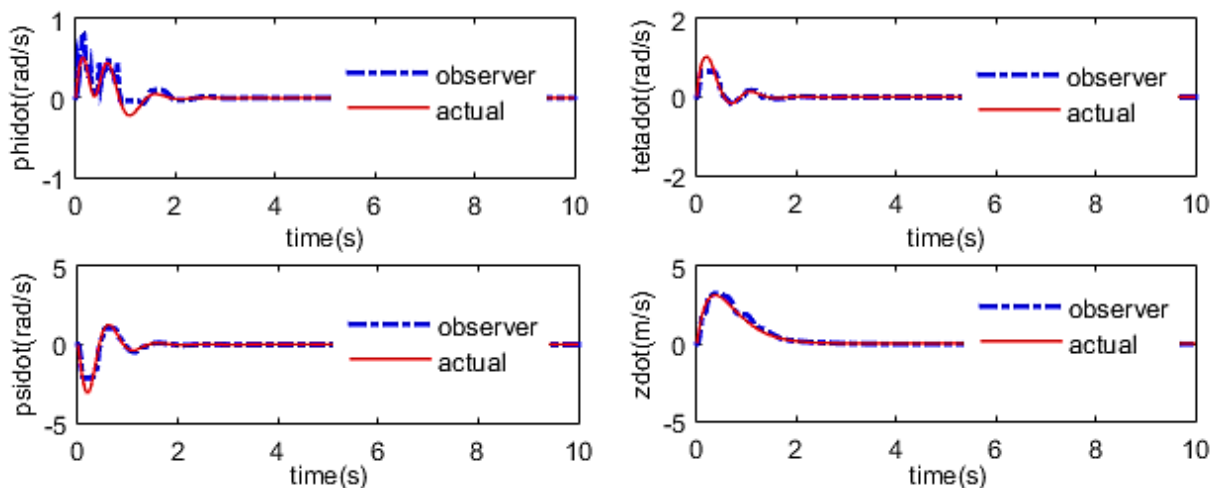 phidot(rad/s)
1
0
-1
observer
actual
0 2 4 6 8 10
time(s)
tetadot(rad/s)
2
0
-2
observer
actual
0 2 4 6 8 10
time(s)
psidot(rad/s)
5
0
-5
observer
actual
0 2 4 6 8 10
time(s)
zdot(m/s)
5
0
-5
observer
actual
0 2 4 6 8 10
time(s)